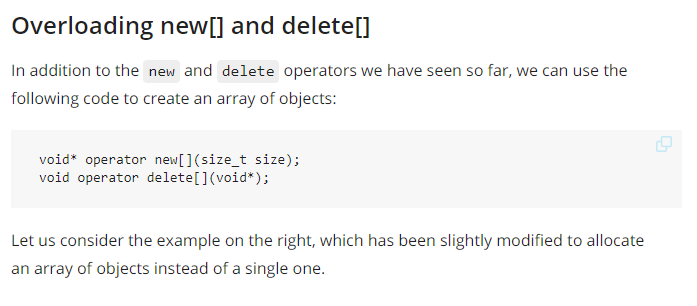 Overloading new[] and delete[]
In addition to the new and delete operators we have seen so far, we can use the
following code to create an array of objects:
void* operator new[](size_t size);
void operator delete[](void*);
Let us consider the example on the right, which has been slightly modified to allocate
an array of objects instead of a single one.